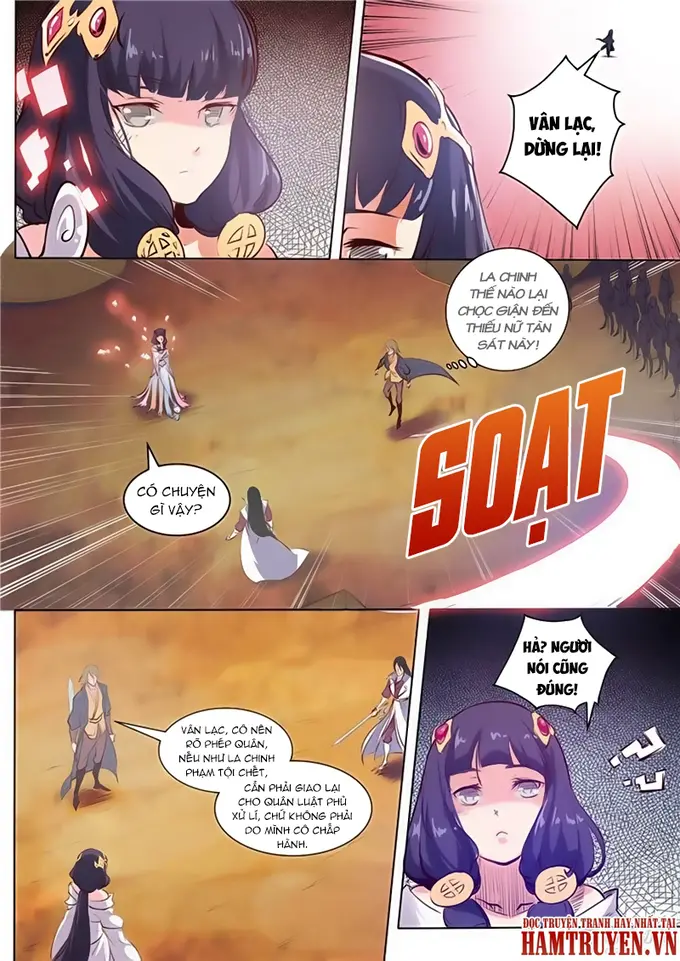 VÂN LẠC,
DỪNG LẠI!
LA CHINH
THẾ NÀO LẠI
CHỌC GIẬN ĐẾN
THIẾU NỮ TÀN
SÁT NÀY!
SOẠT
CÓ CHUYỆN
GÌ VẬY?
VÂN LẠC, CÔ NÊN
RÕ PHÉP QUÂN,
NẾU NHƯ LA CHINH
PHẠM TỘI CHẾT,
CẦN PHẢI GIAO LẠI
CHO QUÂN LUẬT PHỦ
XỬ LÍ, CHỨ KHÔNG PHẢI
DO MÌNH CÔ CHẤP
HÀNH.
HẢ? NGƯƠI
NÓI CŨNG
ĐÚNG!
ĐỌC TRUYỆN TRANH HAY NHẤT TẠI
HAMTRUYEN.VN